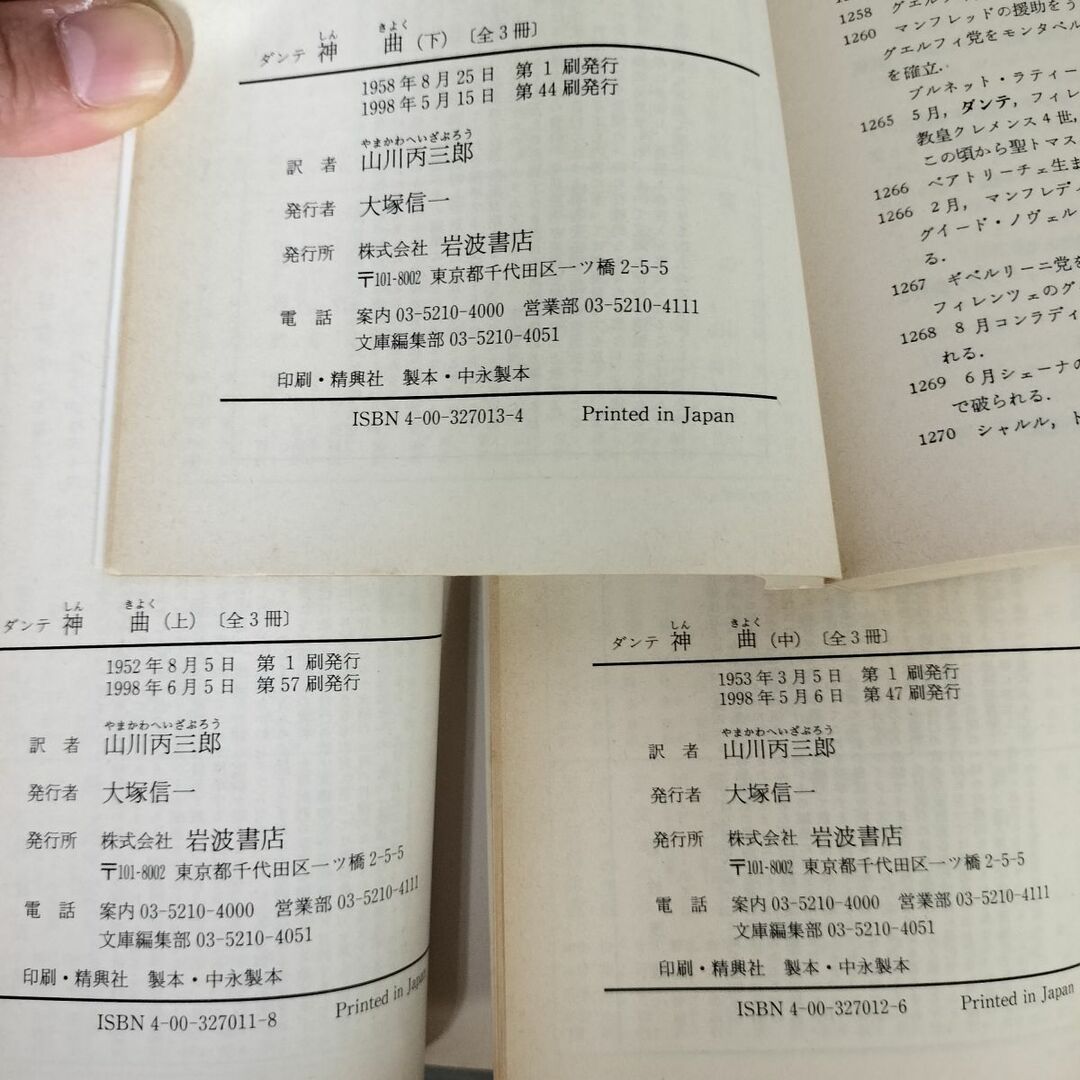 しん きよく
ダンテ 神 曲 (下) 〔全3冊〕
1958年8月25日 第1刷発行
1998年5月15日 第44刷発行
やまかわへいざぶろう
訳者 山川丙三郎
発行者 大塚信一
発行所 株式会社 岩波書店
〒101-8002 東京都千代田区一ツ橋2-5-5
電話 案内03-5210-4000 営業部03-5210-4111
文庫編集部03-5210-4051
印刷・精興社 製本・中永製本
ISBN 4-00-327013-4 Printed in Japan
1258 グエルフィ
1260 マンフレッドの援助をう
グエルフィ党をモンタペル
を確立.
ブルネット・ラティー
1265 5月, ダンテ, フィレ
教皇クレメンス4世,
この頃から聖トマス
1266 ベアトリーチェ生ま
1266 2月, マンフレディ
グイード・ノヴェル
る.
1267 ギベルリーニ党を
フィレンツェのグ
1268 8月コンラディ
れる.
1269 6月シェーナの
で破られる.
1270 シャルル,
しん きよく
ダンテ 神 曲 (上) 〔全3冊〕
1952年8月5日 第1刷発行
1998年6月5日 第57刷発行
やまかわへいざぶろう
訳者 山川丙三郎
発行者 大塚信一
発行所 株式会社 岩波書店
〒101-8002 東京都千代田区一ツ橋2-5-5
電話 案内03-5210-4000 営業部03-5210-4111
文庫編集部03-5210-4051
印刷・精興社 製本・中永製本
ISBN 4-00-327011-8 Printed in Japan
しん きよく
ダンテ 神 曲 (中) 〔全3冊〕
1953年3月5日 第1刷発行
1998年5月6日 第47刷発行
やまかわへいざぶろう
訳者 山川丙三郎
発行者 大塚信一
発行所 株式会社 岩波書店
〒101-8002 東京都千代田区一ツ橋2-5-5
電話 案内03-5210-4000 営業部03-5210-4111
文庫編集部03-5210-4051
印刷・精興社 製本・中永製本
ISBN 4-00-327012-6 Printed in Japan